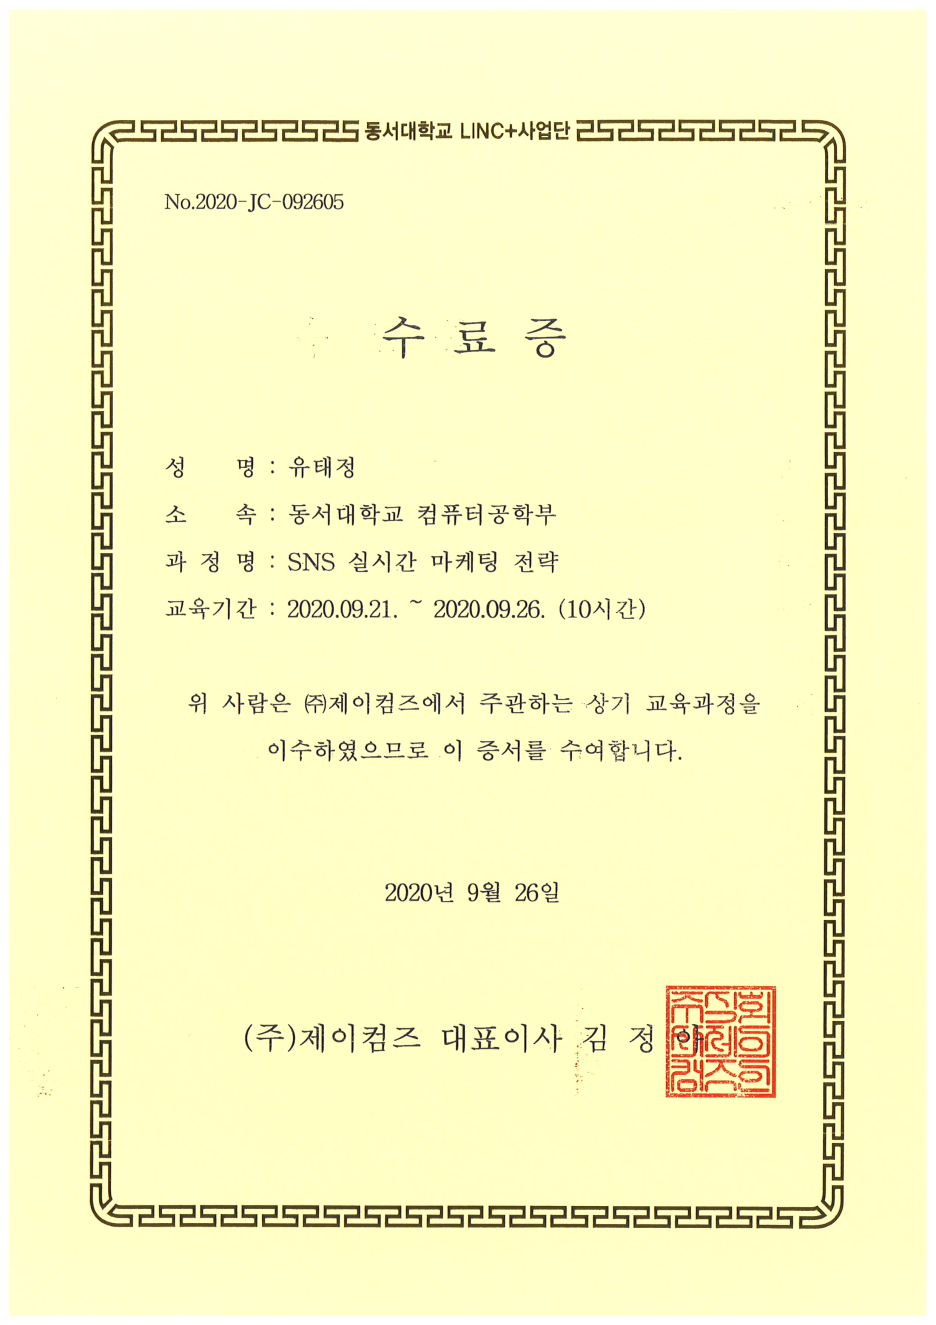 동서대학교 LINC+사업단
No.2020-JC-092605
수 료 증
성 명 : 유태정
소 속 : 동서대학교 컴퓨터공학부
과 정 명 : SNS 실시간 마케팅 전략
교육기간 : 2020.09.21. ~ 2020.09.26. (10시간)
위 사람은 ㈜제이컴즈에서 주관하는 상기 교육과정을
이수하였으므로 이 증서를 수여합니다.
2020년 9월 26일
(주)제이컴즈 대표이사 김 정 아